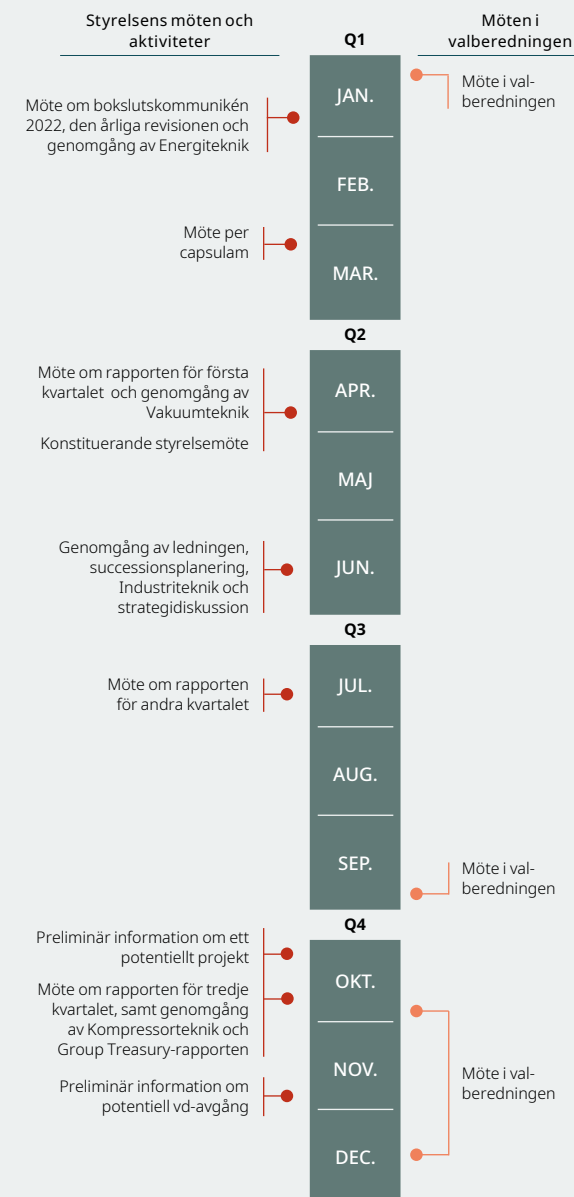 Styrelsens möten och
aktiviteter
Q1
Möten i
valberedningen
JAN.
Möte i val-
beredningen
Möte om bokslutskommunikén
2022, den årliga revisionen och
genomgång av Energiteknik
FEB.
Möte per
capsulam
MAR.
Q2
Möte om rapporten för första
kvartalet och genomgång av
Vakuumteknik
Konstituerande styrelsemöte
APR.
MAJ
Genomgång av ledningen,
successionsplanering,
Industriteknik och
strategidiskussion
JUN.
Q3
Möte om rapporten
för andra kvartalet
JUL.
AUG.
SEP.
Möte i val-
beredningen
Q4
Preliminär information om ett
potentiellt projekt
OKT.
Möte om rapporten för tredje
kvartalet, samt genomgång
av Kompressorteknik och
Group Treasury-rapporten
NOV.
Möte i val-
beredningen
Preliminär information om
potentiell vd-avgång
DEC.